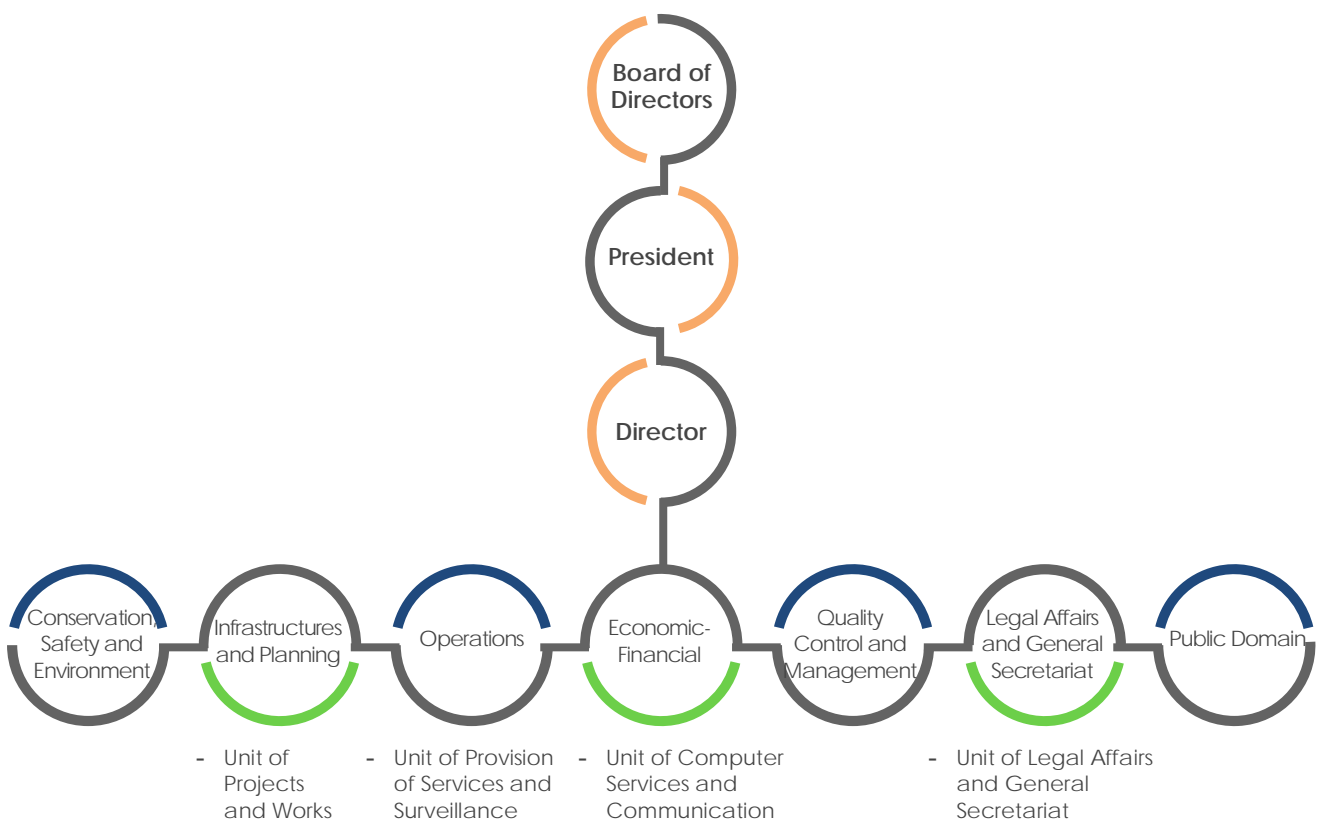 Board of
Directors
President
Director
Conservation,
Safety and
Environment
Infrastructures
and Planning
Operations
Economic-
Financial
Quality
Control and
Management
Legal Affairs
and General
Secretariat
Public Domain
- Unit of
Projects
and Works
- Unit of Provision
of Services and
Surveillance
- Unit of Computer
Services and
Communication
- Unit of Legal Affairs
and General
Secretariat